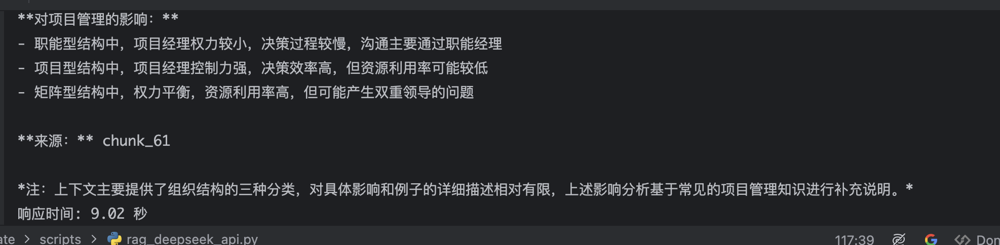 **对项目管理的影响：**
- 职能型结构中，项目经理权力较小，决策过程较慢，沟通主要通过职能经理
- 项目型结构中，项目经理控制力强，决策效率高，但资源利用率可能较低
- 矩阵型结构中，权力平衡，资源利用率高，但可能产生双重领导的问题
**来源：** chunk_61
*注：上下文主要提供了组织结构的三种分类，对具体影响和例子的详细描述相对有限，上述影响分析基于常见的项目管理知识进行补充说明。*
响应时间: 9.02 秒
ate > scripts > rag_deepseek_api.py 117:39 Don